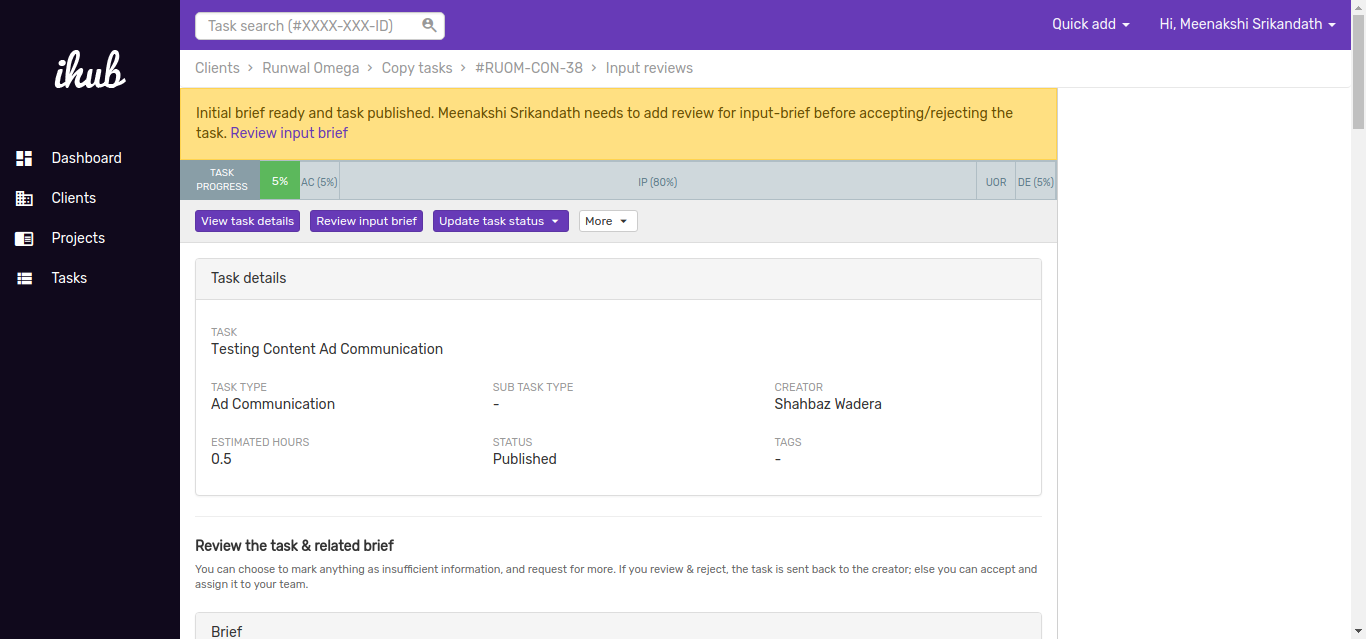 ihub
Task search (#XXXX-XXX-ID)
Quick add
Hi, Meenakshi Srikandath
Clients › Runwal Omega › Copy tasks › #RUOM-CON-38 › Input reviews
Dashboard
Clients
Projects
Tasks
Initial brief ready and task published. Meenakshi Srikandath needs to add review for input-brief before accepting/rejecting the
task. Review input brief
TASK
PROGRESS
5%
AC (5%)
IP (80%)
UOR
DE (5%)
View task details
Review input brief
Update task status
More
Task details
TASK
Testing Content Ad Communication
TASK TYPE
Ad Communication
SUB TASK TYPE
-
CREATOR
Shahbaz Wadera
ESTIMATED HOURS
0.5
STATUS
Published
TAGS
-
Review the task & related brief
You can choose to mark anything as insufficient information, and request for more. If you review & reject, the task is sent back to the creator; else you can accept and
assign it to your team.
Brief